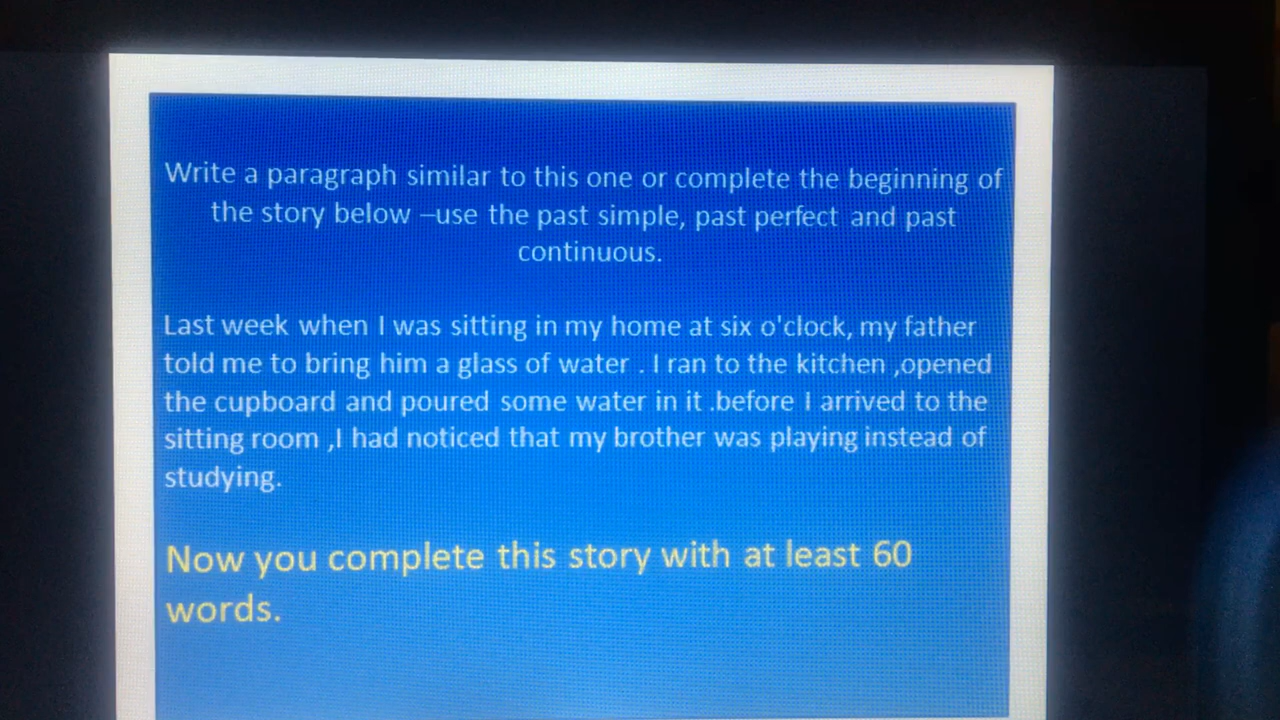 Write a paragraph similar to this one or complete the beginning of
the story below –use the past simple, past perfect and past
continuous.
Last week when I was sitting in my home at six o'clock, my father
told me to bring him a glass of water . I ran to the kitchen ,opened
the cupboard and poured some water in it .before I arrived to the
sitting room ,I had noticed that my brother was playing instead of
studying.
Now you complete this story with at least 60
words.